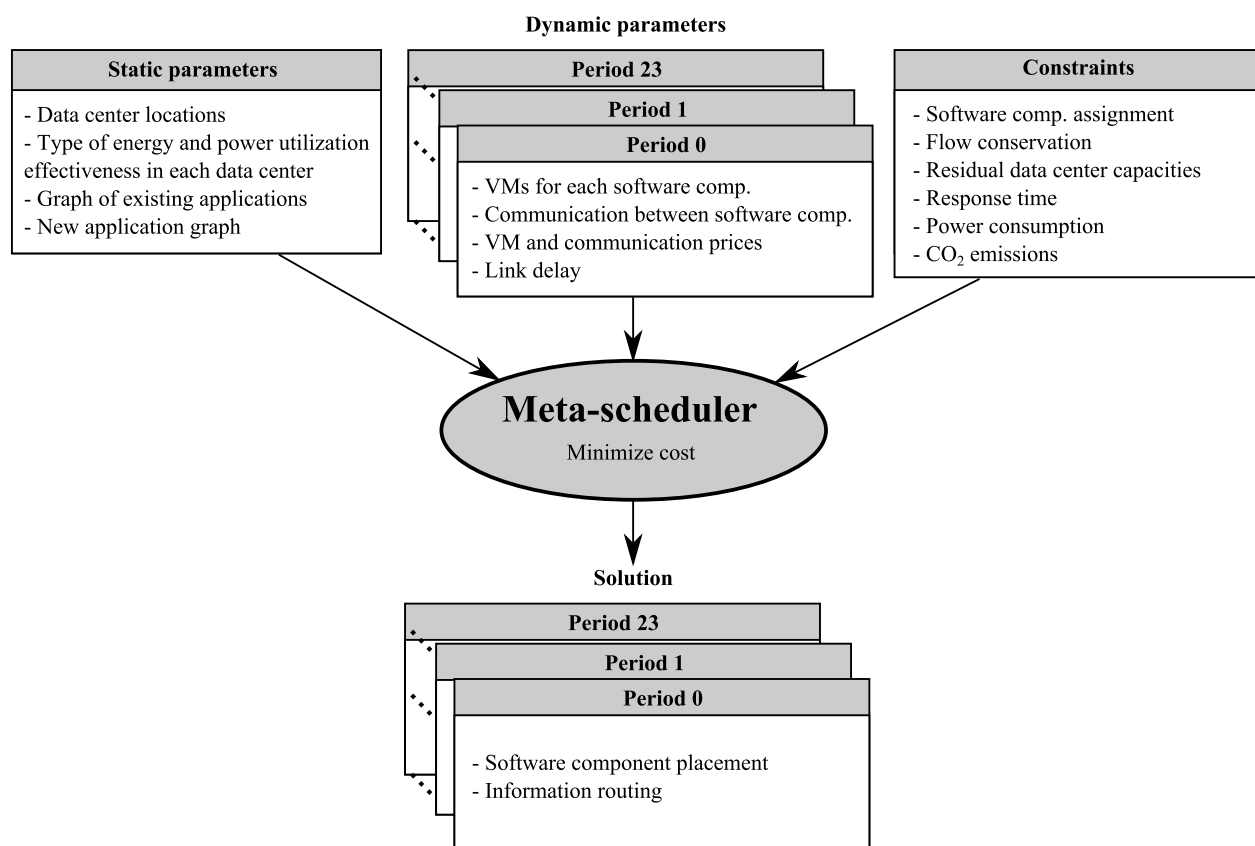 Dynamic parameters
Static parameters
- Data center locations
- Type of energy and power utilization
effectiveness in each data center
- Graph of existing applications
- New application graph
Period 23
Period 1
Period 0
- VMs for each software comp.
- Communication between software comp.
- VM and communication prices
- Link delay
Constraints
- Software comp. assignment
- Flow conservation
- Residual data center capacities
- Response time
- Power consumption
- CO₂ emissions
Meta-scheduler
Minimize cost
Solution
Period 23
Period 1
Period 0
- Software component placement
- Information routing